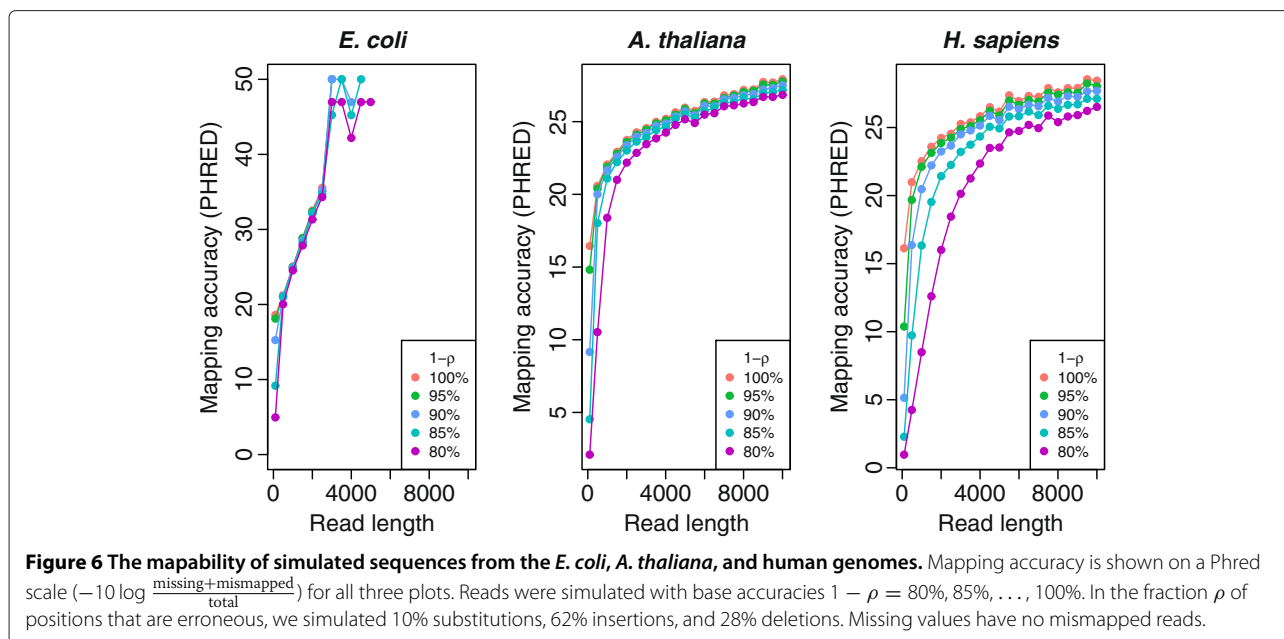 E. coli
A. thaliana
H. sapiens
Mapping accuracy (PHRED)
50
40
30
20
10
0
1−ρ
100%
95%
90%
85%
80%
0
4000
8000
Read length
Mapping accuracy (PHRED)
25
20
15
10
5
1−ρ
100%
95%
90%
85%
80%
0
4000
8000
Read length
Mapping accuracy (PHRED)
25
20
15
10
5
0
1−ρ
100%
95%
90%
85%
80%
0
4000
8000
Read length
Figure 6 The mapability of simulated sequences from the E. coli, A. thaliana, and human genomes. Mapping accuracy is shown on a Phred
scale (−10 log missing+mismapped/total) for all three plots. Reads were simulated with base accuracies 1 − ρ = 80%, 85%, ..., 100%. In the fraction ρ of
positions that are erroneous, we simulated 10% substitutions, 62% insertions, and 28% deletions. Missing values have no mismapped reads.